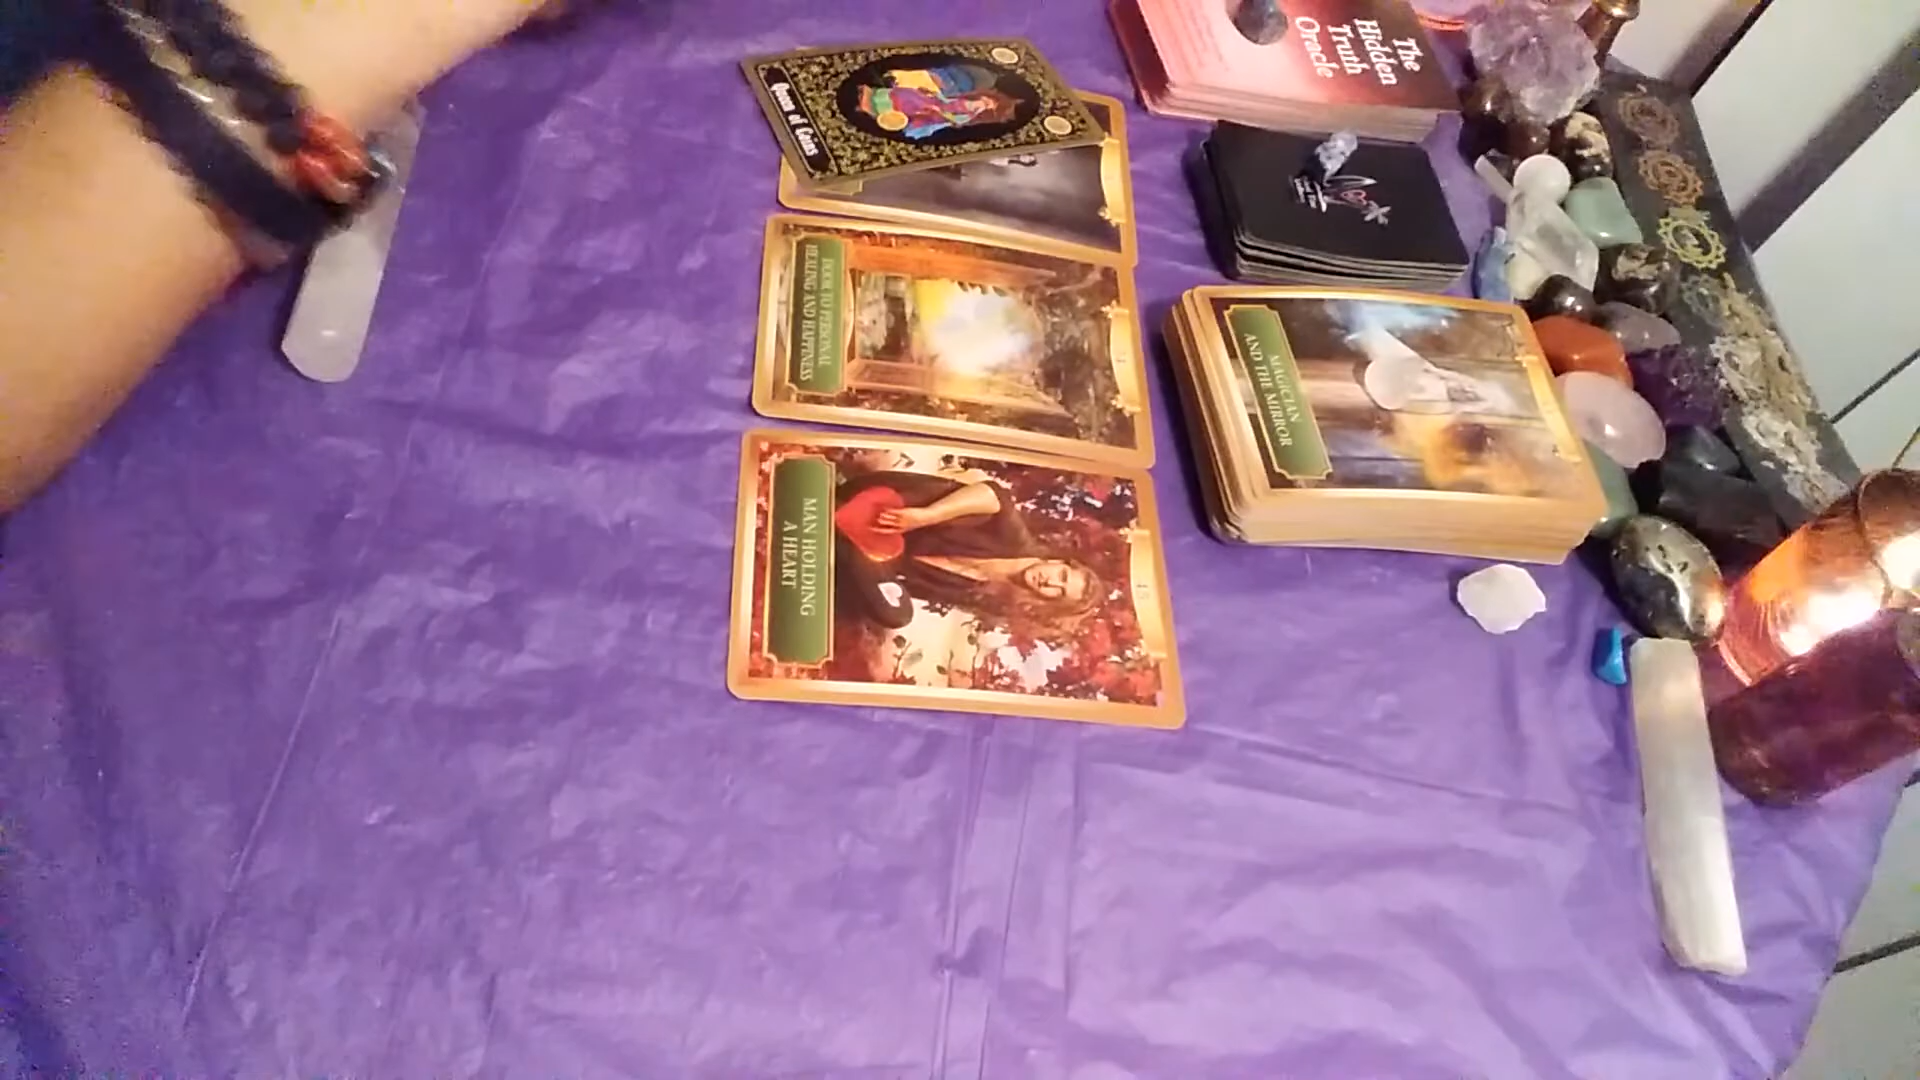 The
Hidden
Truth
Oracle
Queen of Coins
DOOR TO PERSONAL
HEALING AND HAPPINESS
MAGICIAN
AND THE MIRROR
MAN HOLDING
A HEART